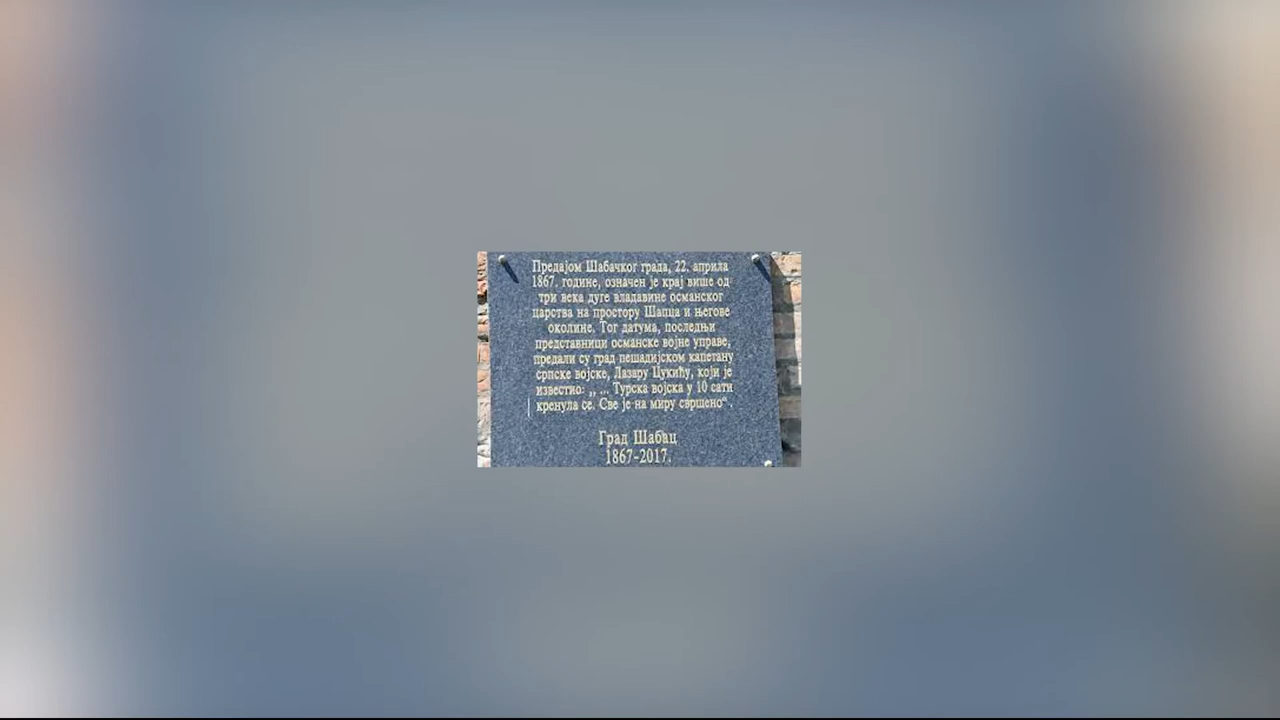 Предајом Шабачког града, 22. априла
1867. године, означен је крај више од
три века дуге владавине османског
царства на простору Шапца и његове
околине. Тог датума, последњи
представници османске војне управе,
предали су град пешадијском капетану
српске војске, Лазару Цукићу, који је
известио: „ ... Турска војска у 10 сати
кренула се. Све је на миру свршено“.
Град Шабац
1867-2017.